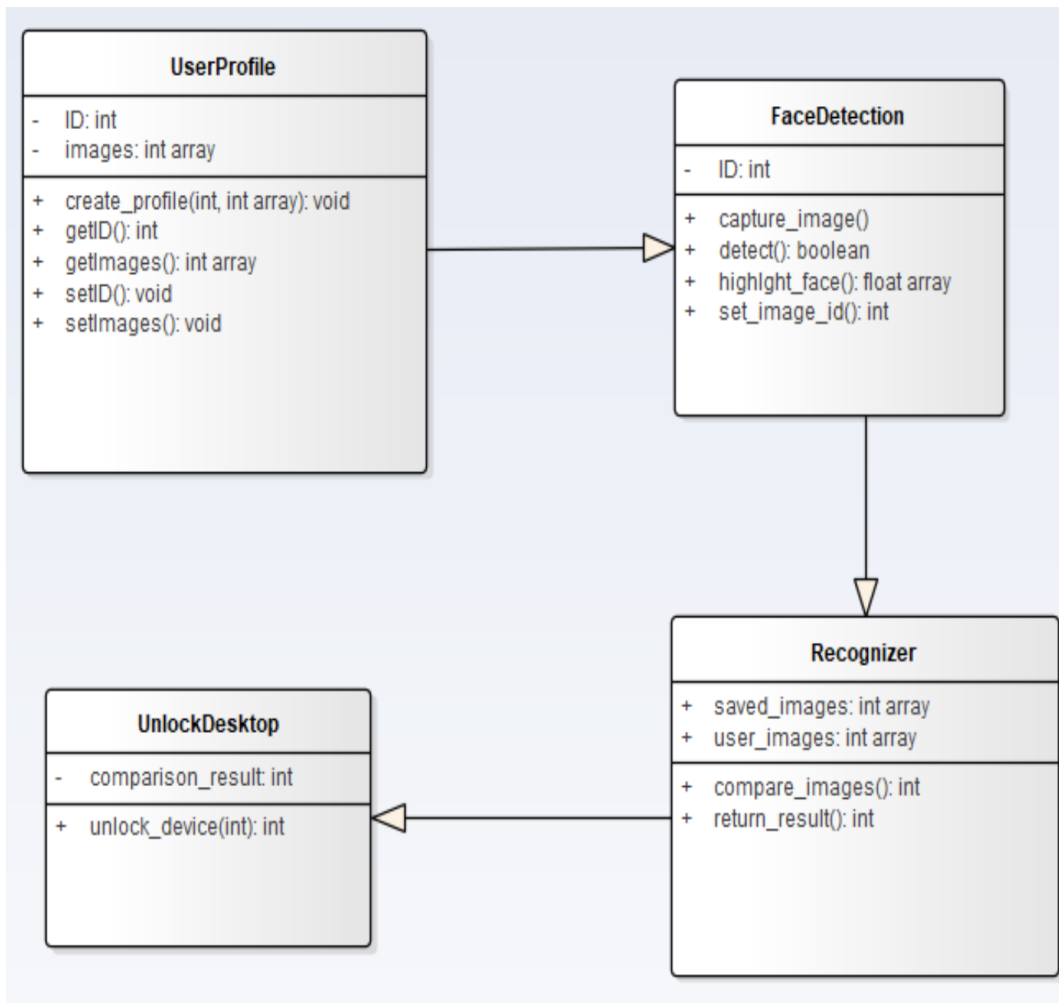 UserProfile
- ID: int
- images: int array
+ create_profile(int, int array): void
+ getID(): int
+ getImages(): int array
+ setID(): void
+ setImages(): void
FaceDetection
- ID: int
+ capture_image()
+ detect(): boolean
+ highlght_face(): float array
+ set_image_id(): int
Recognizer
+ saved_images: int array
+ user_images: int array
+ compare_images(): int
+ return_result(): int
UnlockDesktop
- comparison_result: int
+ unlock_device(int): int